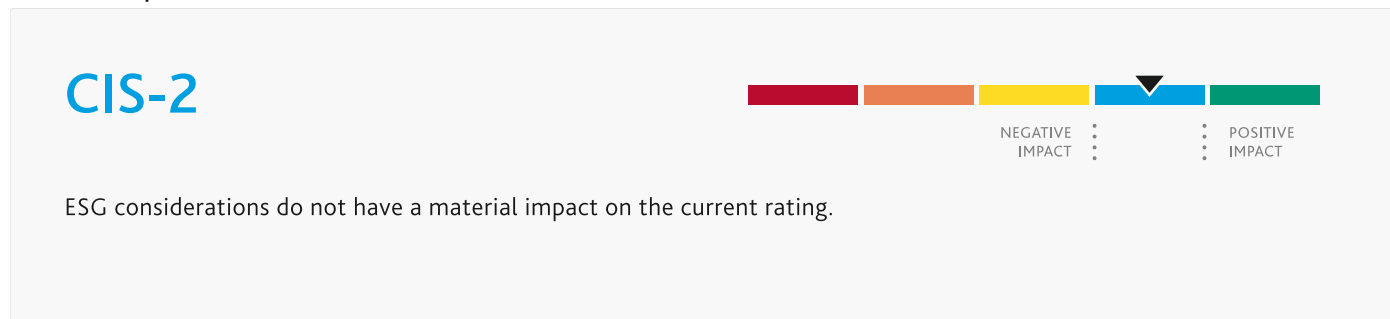 CIS-2
NEGATIVE
IMPACT
POSITIVE
IMPACT
ESG considerations do not have a material impact on the current rating.